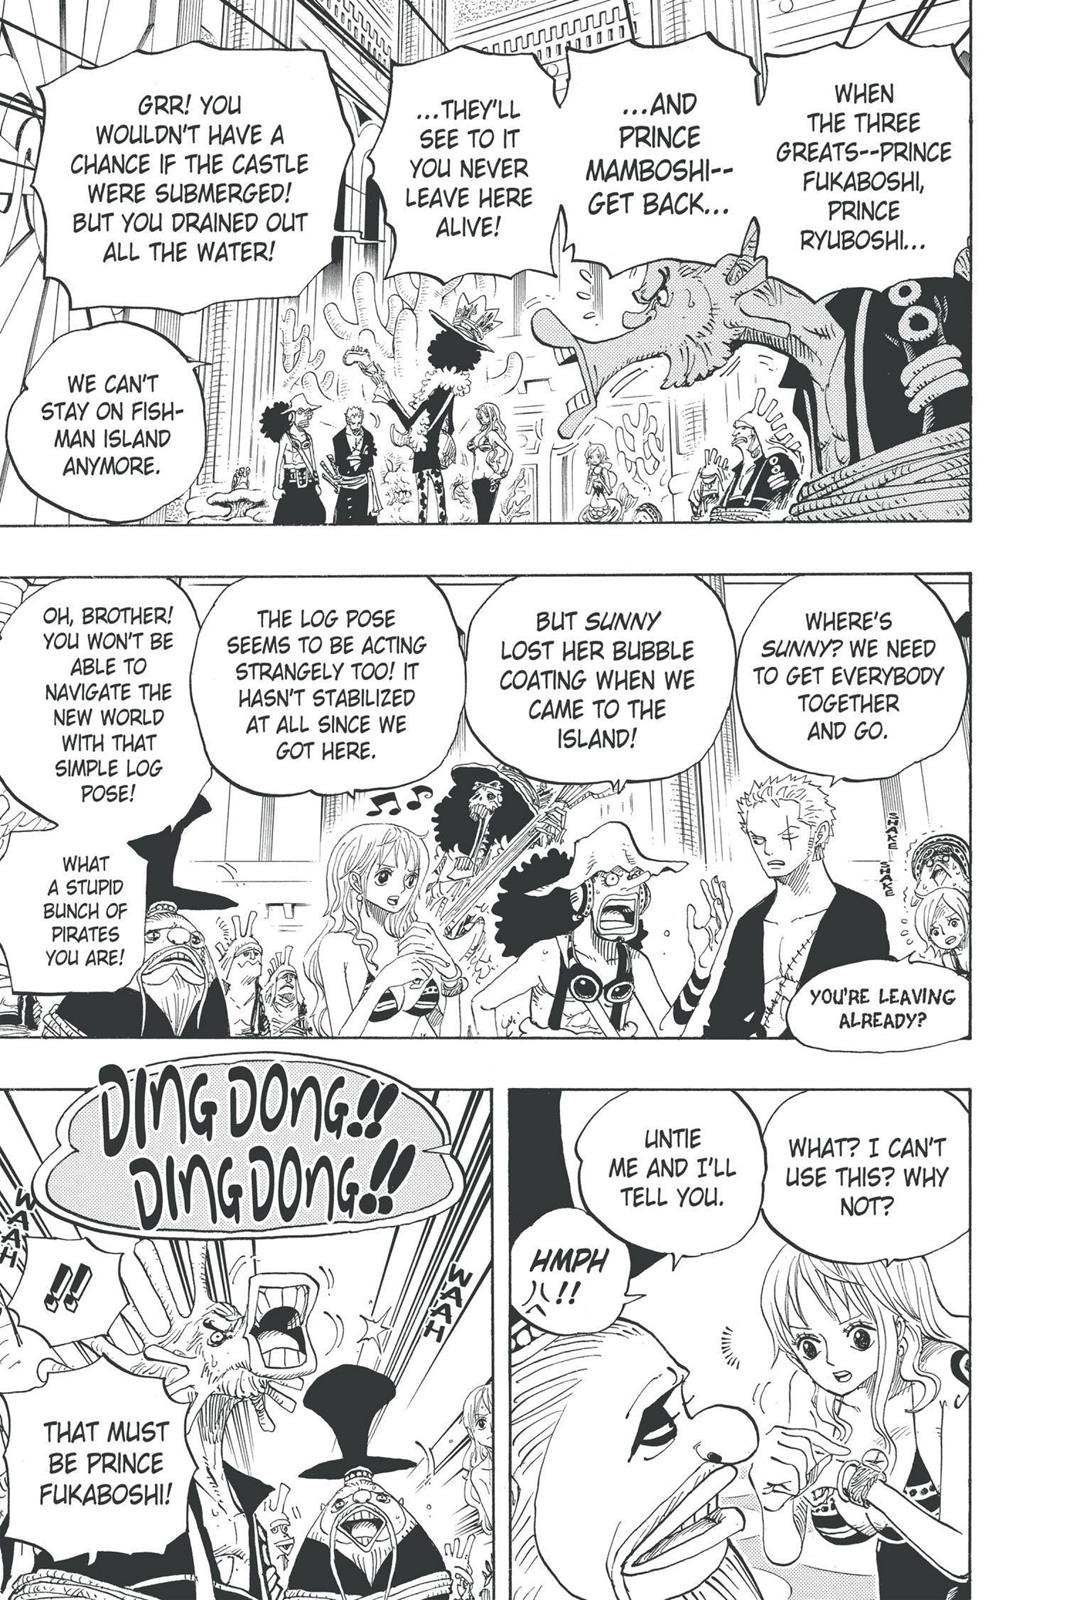 WHEN
THE THREE
GREATS--PRINCE
FUKABOSHI,
PRINCE
RYUBOSHI...
...AND
PRINCE
MAMBOSHI--
GET BACK...
...THEY'LL
SEE TO IT
YOU NEVER
LEAVE HERE
ALIVE!
GRR! YOU
WOULDN'T HAVE A
CHANCE IF THE CASTLE
WERE SUBMERGED!
BUT YOU DRAINED OUT
ALL THE WATER!
WE CAN'T
STAY ON FISH-
MAN ISLAND
ANYMORE.
WHERE'S
SUNNY? WE NEED
TO GET EVERYBODY
TOGETHER
AND GO.
BUT SUNNY
LOST HER BUBBLE
COATING WHEN WE
CAME TO THE
ISLAND!
THE LOG POSE
SEEMS TO BE ACTING
STRANGELY TOO! IT
HASN'T STABILIZED
AT ALL SINCE WE
GOT HERE.
OH, BROTHER!
YOU WON'T BE
ABLE TO
NAVIGATE THE
NEW WORLD
WITH THAT
SIMPLE LOG
POSE!
WHAT
A STUPID
BUNCH OF
PIRATES
YOU ARE!
SHAKE
SHAKE
YOU'RE LEAVING
ALREADY?
WHAT? I CAN'T
USE THIS? WHY
NOT?
UNTIE
ME AND I'LL
TELL YOU.
HMPH
!!
DING DONG!!
DING DONG!!
WAAH
WAAH
!!
THAT MUST
BE PRINCE
FUKABOSHI!